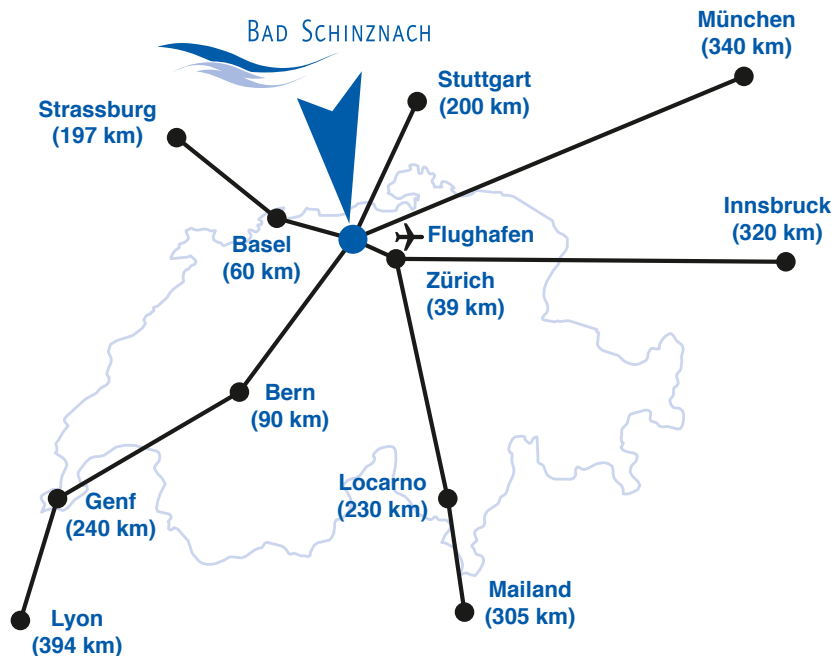 BAD SCHINZNACH
München
(340 km)
Stuttgart
(200 km)
Strassburg
(197 km)
Innsbruck
(320 km)
Flughafen
Basel
(60 km)
Zürich
(39 km)
Bern
(90 km)
Locarno
(230 km)
Genf
(240 km)
Mailand
(305 km)
Lyon
(394 km)